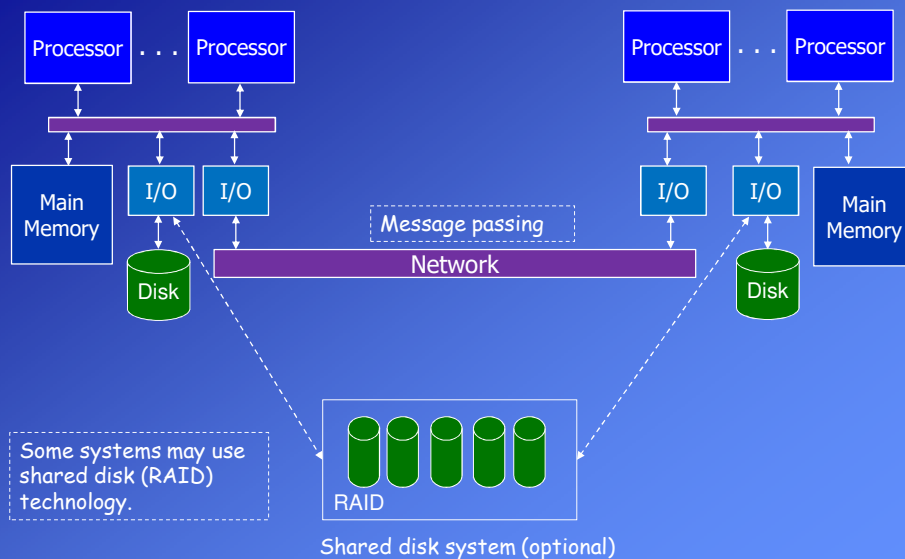 Processor . . . Processor
Processor . . . Processor
Main
Memory
I/O
I/O
I/O
I/O
Main
Memory
Message passing
Network
Disk
Disk
Some systems may use
shared disk (RAID)
technology.
RAID
Shared disk system (optional)